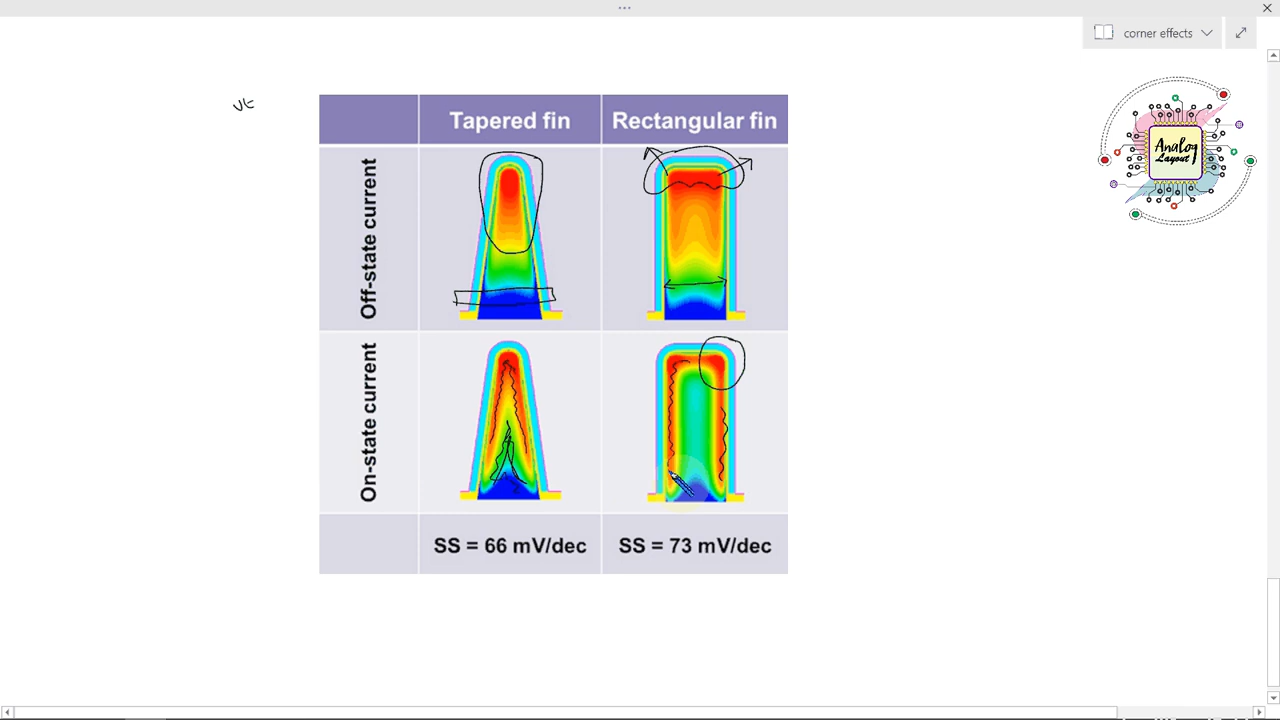 corner effects
Analog
Layout
Tapered fin Rectangular fin
Off-state current
On-state current
SS = 66 mV/dec SS = 73 mV/dec